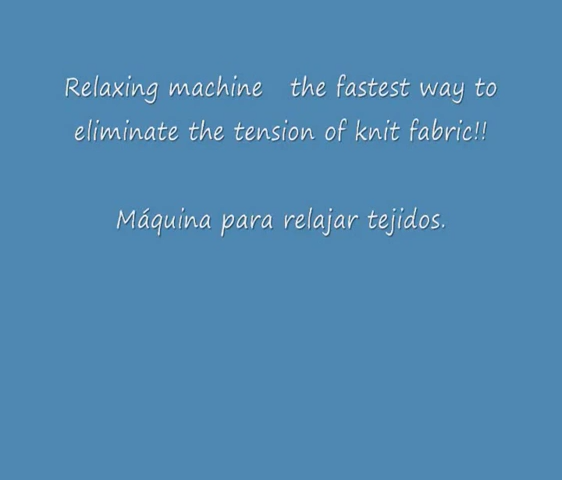 Relaxing machine   the fastest way to
eliminate the tension of knit fabric!!
Máquina para relajar tejidos.